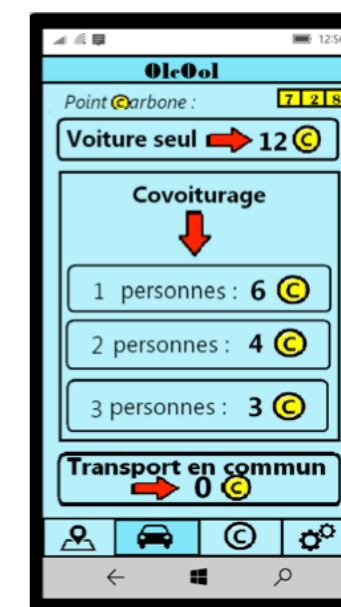 12:50
OleOol
Point Ⓒarbone : 7 2 8
Voiture seul 12 Ⓒ
Covoiturage
1 personnes : 6 Ⓒ
2 personnes : 4 Ⓒ
3 personnes : 3 Ⓒ
Transport en commun
0 Ⓒ
Ⓒ